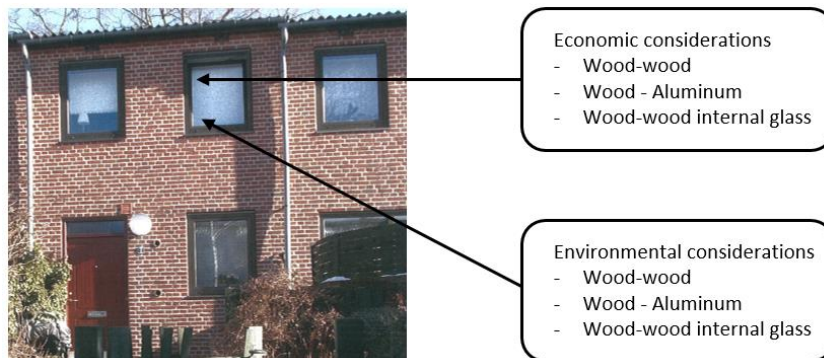 Economic considerations
- Wood-wood
- Wood - Aluminum
- Wood-wood internal glass
Environmental considerations
- Wood-wood
- Wood - Aluminum
- Wood-wood internal glass